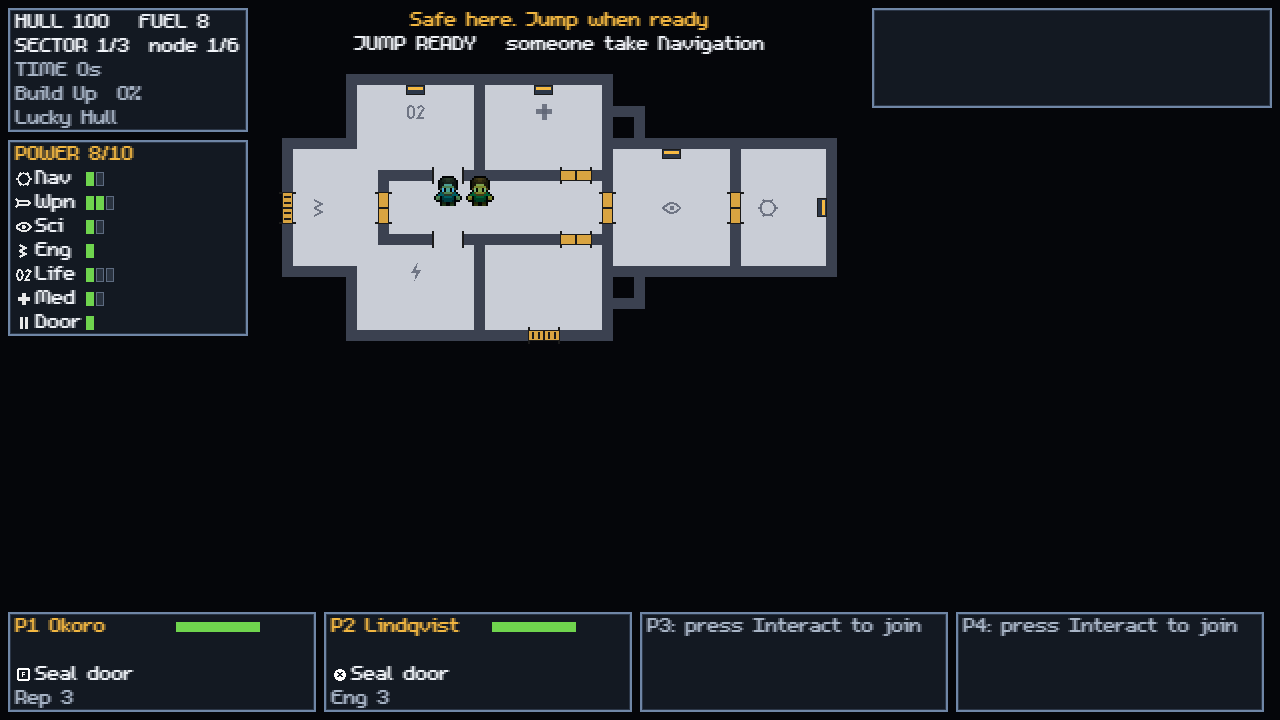 HULL 100 FUEL 8
SECTOR 1/3 node 1/6
TIME 0s
Build Up 0%
Lucky Hull
POWER 8/10
Nav
Wpn
Sci
Eng
O2 Life
Med
Door
Safe here. Jump when ready
JUMP READY someone take Navigation
O2
P1 Okoro
F Seal door
Rep 3
P2 Lindqvist
Seal door
Eng 3
P3: press Interact to join
P4: press Interact to join